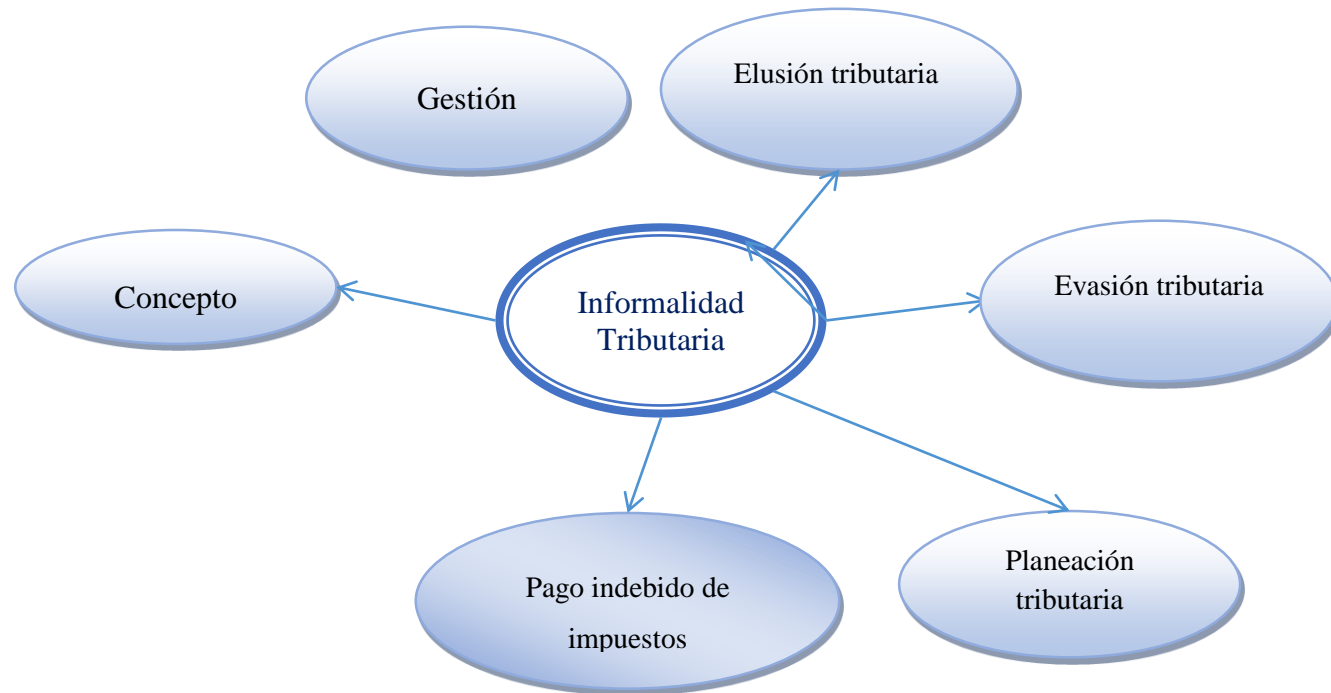 Gestión
Elusión tributaria
Concepto
Informalidad
Tributaria
Evasión tributaria
Pago indebido de
impuestos
Planeación
tributaria